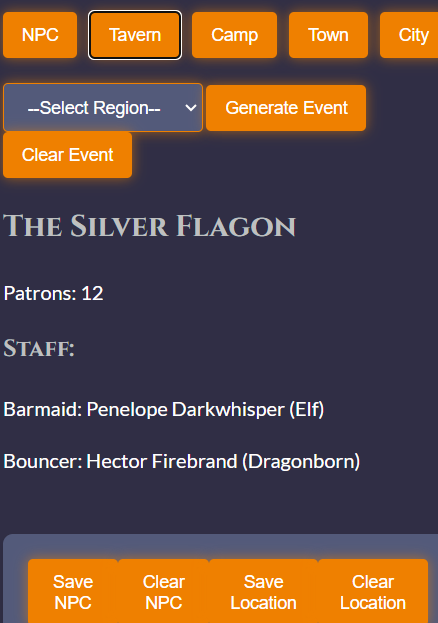 NPC Tavern Camp Town City
--Select Region-- Generate Event
Clear Event
The Silver Flagon
Patrons: 12
Staff:
Barmaid: Penelope Darkwhisper (Elf)
Bouncer: Hector Firebrand (Dragonborn)
Save Clear Save Clear
NPC NPC Location Location